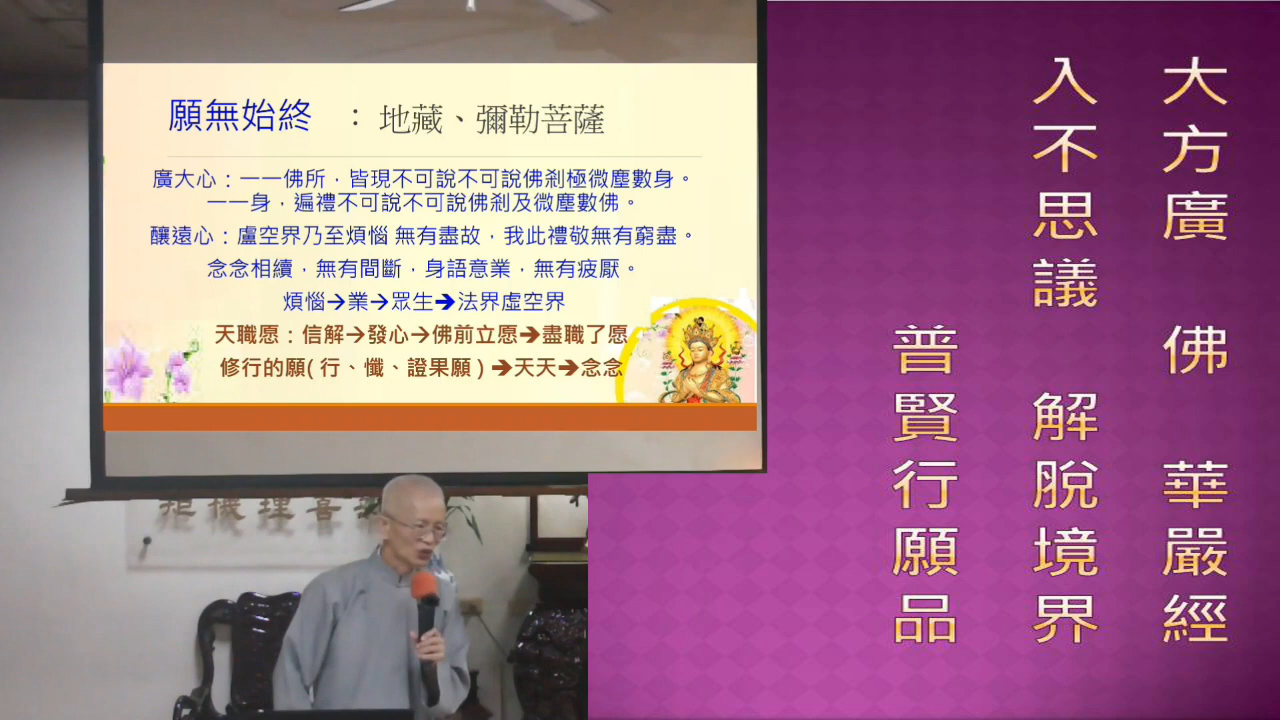 願無始終 : 地藏、彌勒菩薩
廣大心：一一佛所，皆現不可說不可說佛剎極微塵數身。
一一身，遍禮不可說不可說佛剎及微塵數佛。
釀遠心：盧空界乃至煩惱 無有盡故，我此禮敬無有窮盡。
念念相續，無有間斷，身語意業，無有疲厭。
煩惱→業→眾生→法界虛空界
天職愿：信解→發心→佛前立愿→盡職了愿
修行的願( 行、懺、證果願 ) →天天→念念
大方廣 佛 華嚴經
入不思議 解脫境界
普賢行願品